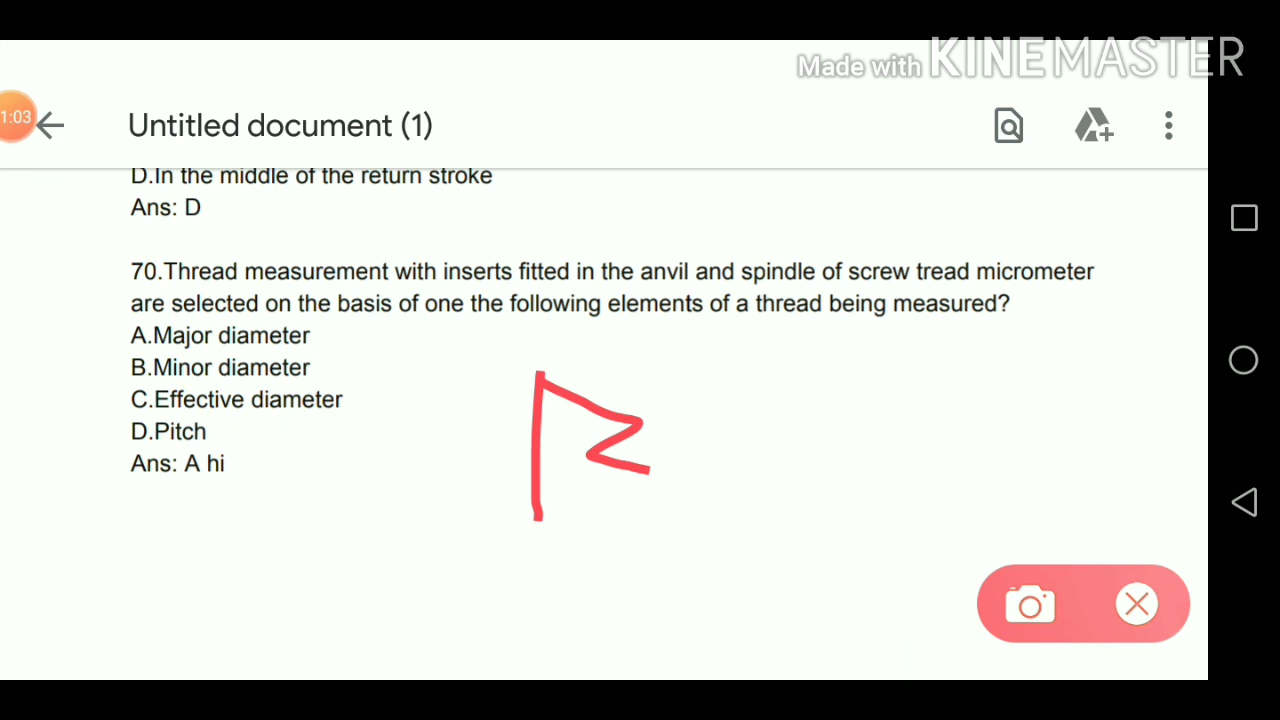 Made with KINEMASTER
1:03
Untitled document (1)
D.In the middle of the return stroke
Ans: D
70.Thread measurement with inserts fitted in the anvil and spindle of screw tread micrometer
are selected on the basis of one the following elements of a thread being measured?
A.Major diameter
B.Minor diameter
C.Effective diameter
D.Pitch
Ans: A hi